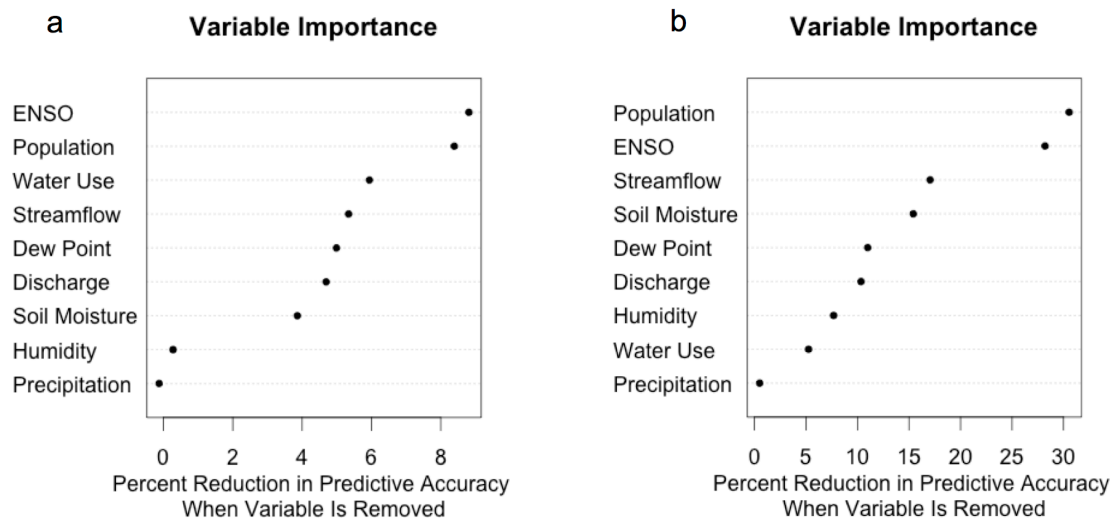 a
Variable Importance
ENSO
Population
Water Use
Streamflow
Dew Point
Discharge
Soil Moisture
Humidity
Precipitation
0 2 4 6 8
Percent Reduction in Predictive Accuracy
When Variable Is Removed
b
Variable Importance
Population
ENSO
Streamflow
Soil Moisture
Dew Point
Discharge
Humidity
Water Use
Precipitation
0 5 10 15 20 25 30
Percent Reduction in Predictive Accuracy
When Variable Is Removed